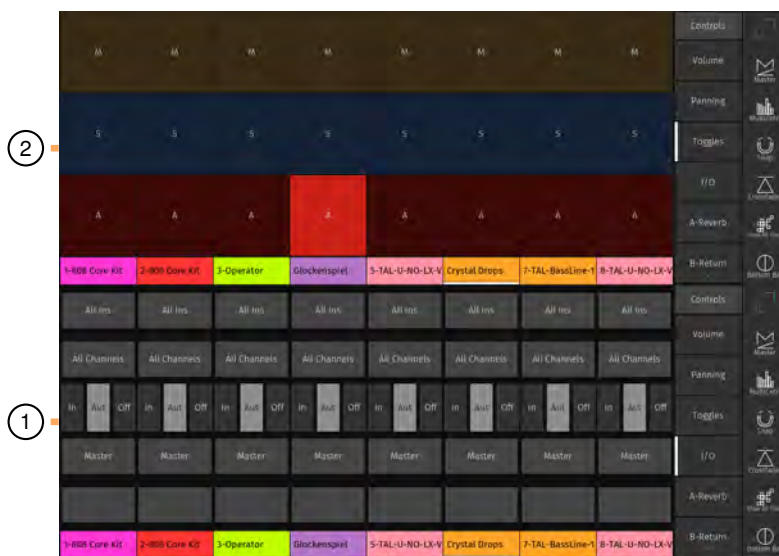 Controls
M M M M M M M M
Volume
Master
Panning
2
S S S S S S S S
Toggles
I/O
A A A A A A A A
A-Reverb
1-808 Core Kit 2-808 Core Kit 3-Operator Glockenspiel 5-TAL-U-NO-LX-V Crystal Drops 7-TAL-BassLine-1 8-TAL-U-NO-LX-V
B-Return
Controls
All Ins All Ins All Ins All Ins All Ins All Ins All Ins All Ins
Volume
Master
All Channels All Channels All Channels All Channels All Channels All Channels All Channels All Channels
Panning
1
In Aut Off In Aut Off In Aut Off In Aut Off In Aut Off In Aut Off In Aut Off In Aut Off
Toggles
Master Master Master Master Master Master Master Master
I/O
A-Reverb
1-808 Core Kit 2-808 Core Kit 3-Operator Glockenspiel 5-TAL-U-NO-LX-V Crystal Drops 7-TAL-BassLine-1 8-TAL-U-NO-LX-V
B-Return